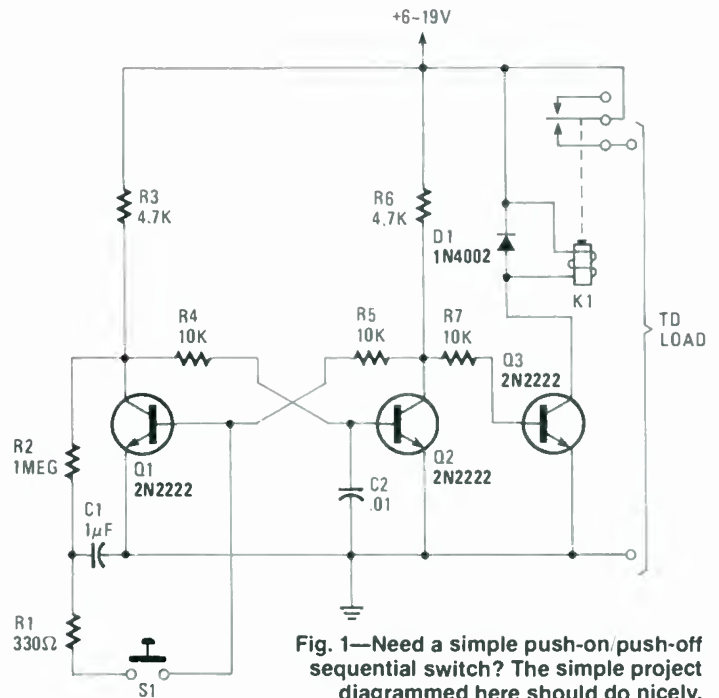 +6-19V
R3
4.7K
R6
4.7K
D1
1N4002
K1
R4
10K
R5
10K
R7
10K
Q3
2N2222
TD
LOAD
R2
1MEG
Q1
2N2222
C1
1µF
C2
.01
Q2
2N2222
R1
330Ω
S1
Fig. 1—Need a simple push-on/push-off
sequential switch? The simple project
diagrammed here should do nicely.